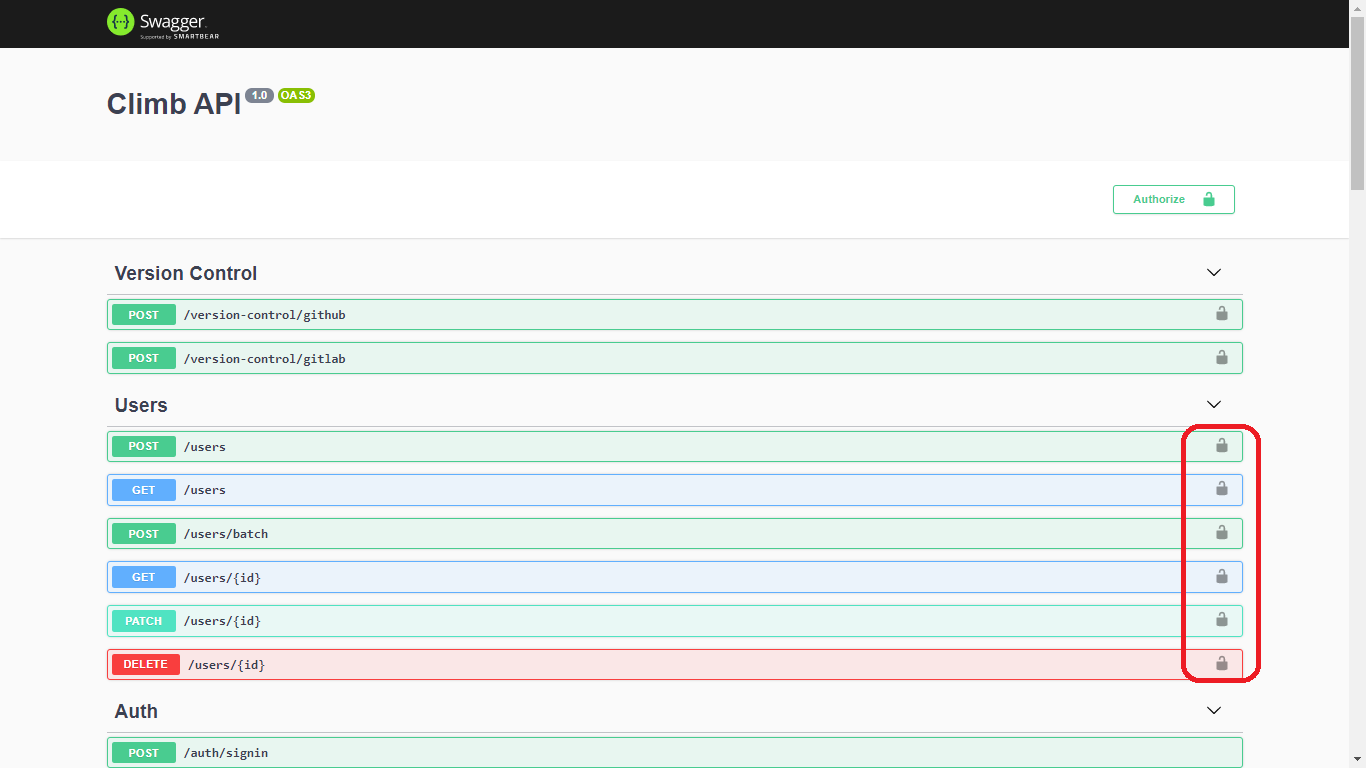 Swagger.
Supported by SMARTBEAR
Climb API 1.0 OAS3
Authorize
Version Control
POST /version-control/github
POST /version-control/gitlab
Users
POST /users
GET /users
POST /users/batch
GET /users/{id}
PATCH /users/{id}
DELETE /users/{id}
Auth
POST /auth/signin